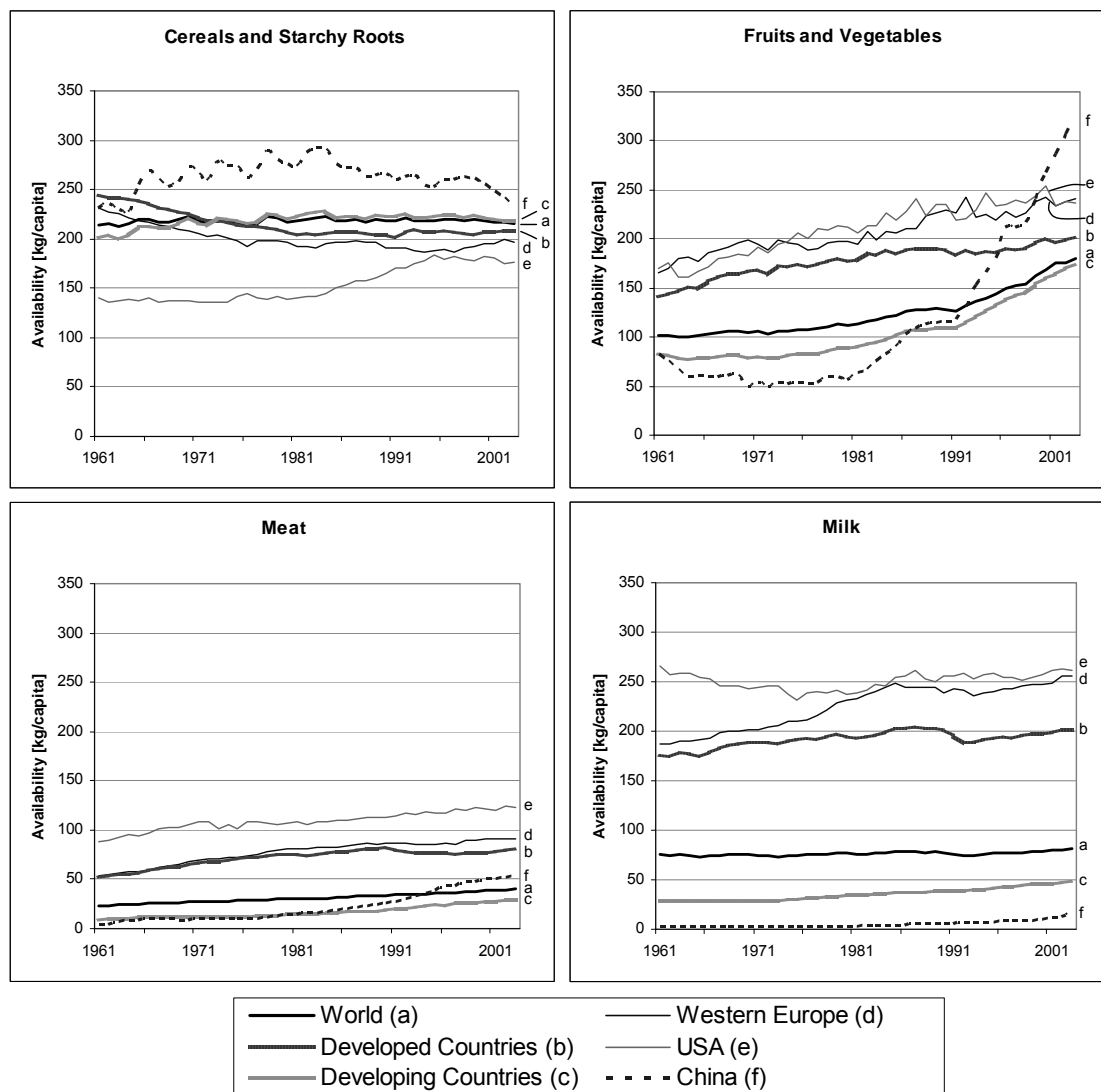 Cereals and Starchy Roots
Availability [kg/capita]
350
300
250
200
150
100
50
0
1961 1971 1981 1991 2001
f
c
a
b
d
e
Fruits and Vegetables
Availability [kg/capita]
350
300
250
200
150
100
50
0
1961 1971 1981 1991 2001
f
e
d
b
a
c
Meat
Availability [kg/capita]
350
300
250
200
150
100
50
0
1961 1971 1981 1991 2001
e
d
b
f
a
c
Milk
Availability [kg/capita]
350
300
250
200
150
100
50
0
1961 1971 1981 1991 2001
e
d
b
a
c
f
World (a) Western Europe (d)
Developed Countries (b) USA (e)
Developing Countries (c) China (f)